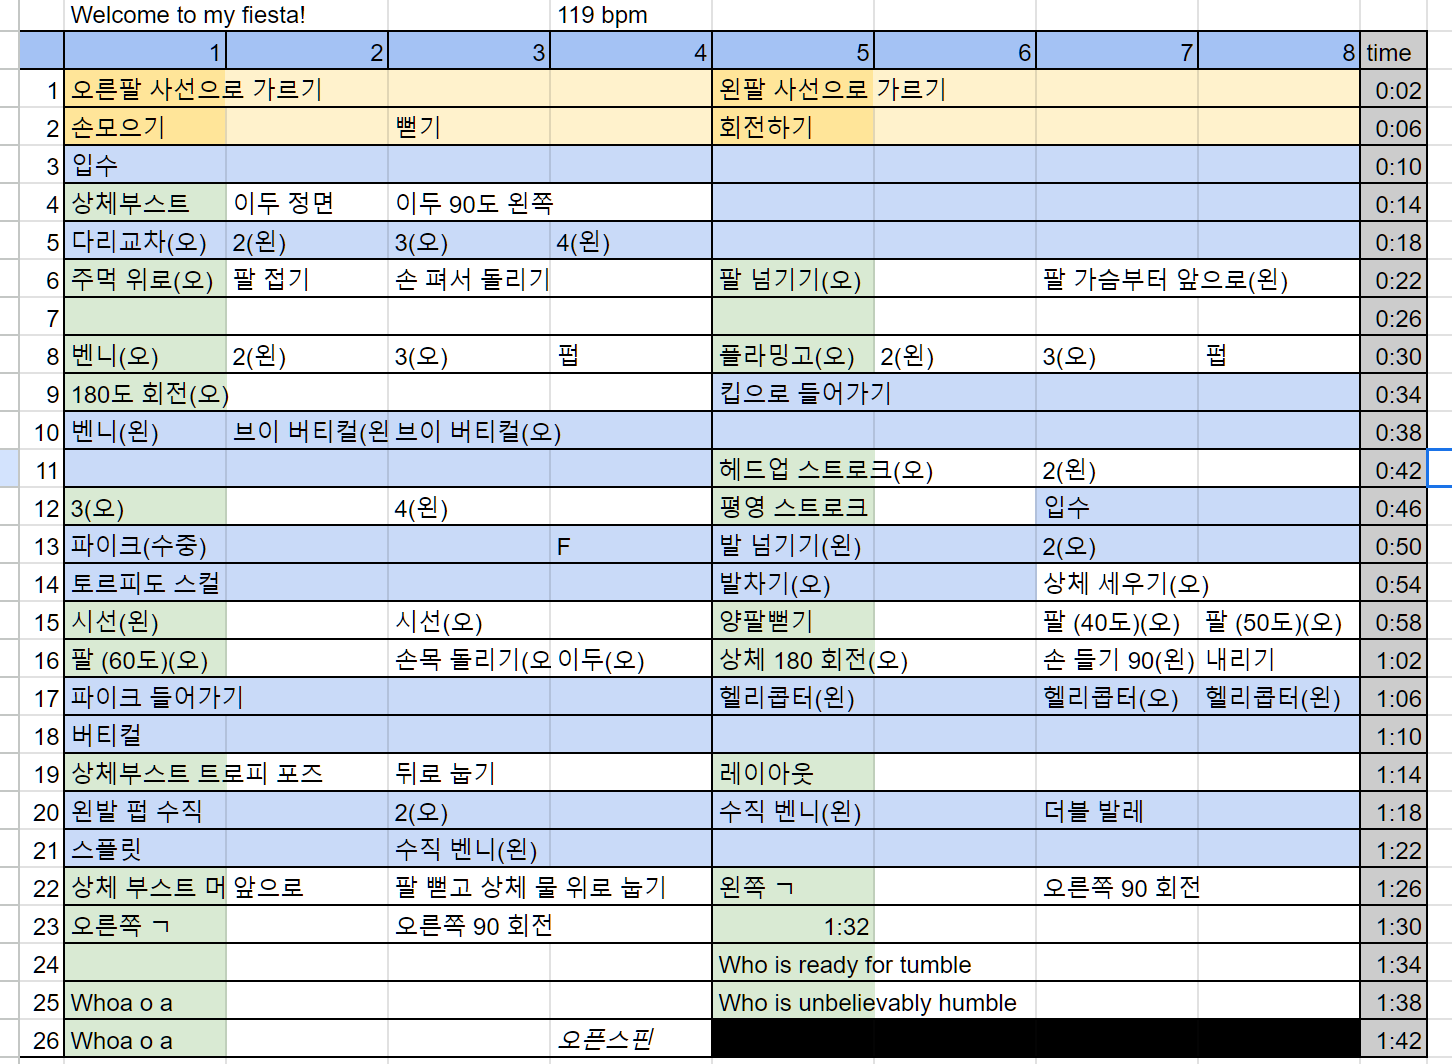 Welcome to my fiesta! 119 bpm
1 2 3 4 5 6 7 8 time
1 오른팔 사선으로 가르기 왼팔 사선으로 가르기 0:02
2 손모으기 뻗기 회전하기 0:06
3 입수 0:10
4 상체부스트 이두 정면 이두 90도 왼쪽 0:14
5 다리교차(오) 2(왼) 3(오) 4(왼) 0:18
6 주먹 위로(오) 팔 접기 손 펴서 돌리기 팔 넘기기(오) 팔 가슴부터 앞으로(왼) 0:22
7 0:26
8 벤니(오) 2(왼) 3(오) 펍 플라밍고(오) 2(왼) 3(오) 펍 0:30
9 180도 회전(오) 킵으로 들어가기 0:34
10 벤니(왼) 브이 버티컬(왼 브이 버티컬(오) 0:38
11 헤드업 스트로크(오) 2(왼) 0:42
12 3(오) 4(왼) 평영 스트로크 입수 0:46
13 파이크(수중) F 발 넘기기(왼) 2(오) 0:50
14 토르피도 스컬 발차기(오) 상체 세우기(오) 0:54
15 시선(왼) 시선(오) 양팔뻗기 팔 (40도)(오) 팔 (50도)(오) 0:58
16 팔 (60도)(오) 손목 돌리기(오 이두(오) 상체 180 회전(오) 손 들기 90(왼) 내리기 1:02
17 파이크 들어가기 헬리콥터(왼) 헬리콥터(오) 헬리콥터(왼) 1:06
18 버티컬 1:10
19 상체부스트 트로피 포즈 뒤로 눕기 레이아웃 1:14
20 왼발 펍 수직 2(오) 수직 벤니(왼) 더블 발레 1:18
21 스플릿 수직 벤니(왼) 1:22
22 상체 부스트 머 앞으로 팔 뻗고 상체 물 위로 눕기 왼쪽 ㄱ 오른쪽 90 회전 1:26
23 오른쪽 ㄱ 오른쪽 90 회전 1:32 1:30
24 Who is ready for tumble 1:34
25 Whoa o a Who is unbelievably humble 1:38
26 Whoa o a 오픈스핀 1:42